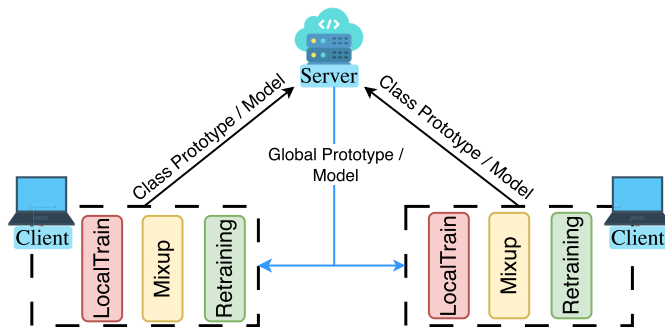 Server
Class Prototype / Model
Class Prototype / Model
Global Prototype /
Model
Client
LocalTrain
Mixup
Retraining
LocalTrain
Mixup
Retraining
Client